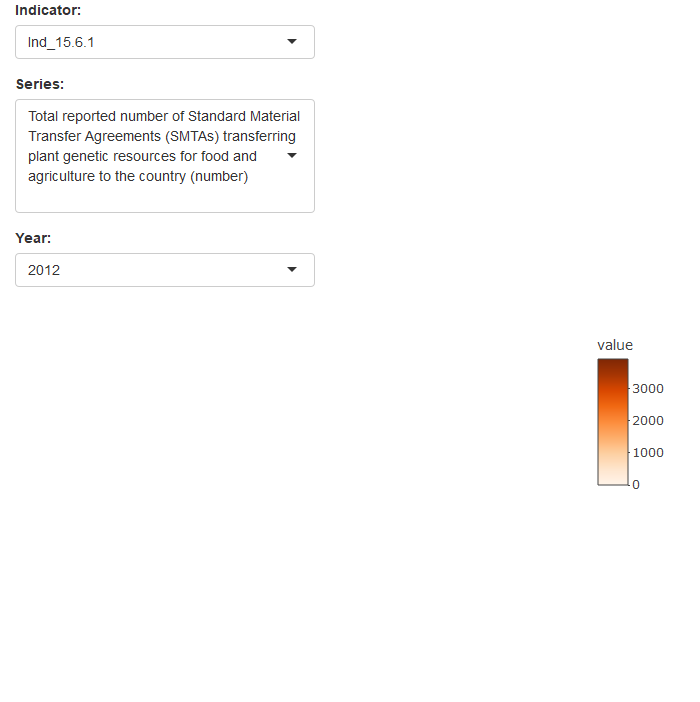 Indicator:
Ind_15.6.1
Series:
Total reported number of Standard Material
Transfer Agreements (SMTAs) transferring
plant genetic resources for food and
agriculture to the country (number)
Year:
2012
value
3000
2000
1000
0